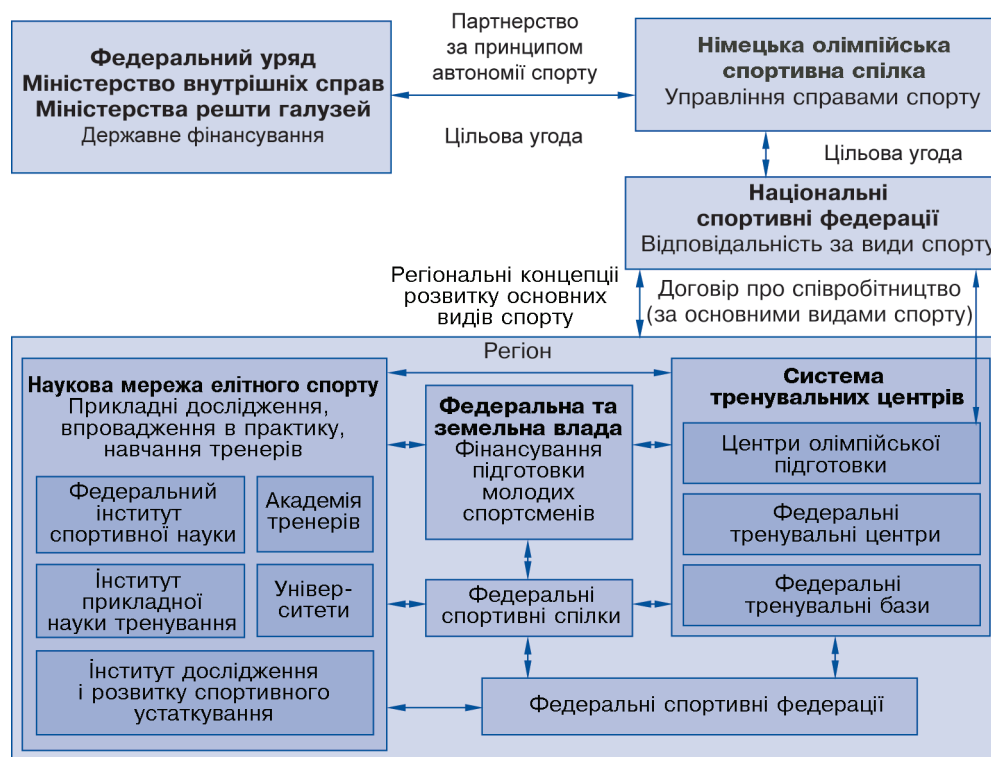 Федеральний уряд
Міністерство внутрішніх справ
Міністерства решти галузей
Державне фінансування
Партнерство
за принципом
автономії спорту
Цільова угода
Німецька олімпійська
спортивна спілка
Управління справами спорту
Цільова угода
Національні
спортивні федерації
Відповідальність за види спорту
Регіональні концепції
розвитку основних
видів спорту
Договір про співробітництво
(за основними видами спорту)
Регіон
Наукова мережа елітного спорту
Прикладні дослідження,
впровадження в практику,
навчання тренерів
Федеральний
інститут
спортивної науки
Академія
тренерів
Інститут
прикладної
науки тренування
Універ-
ситети
Інститут дослідження
і розвитку спортивного
устаткування
Федеральна та
земельна влада
Фінансування
підготовки
молодих
спортсменів
Федеральні
спортивні спілки
Система
тренувальних центрів
Центри олімпійської
підготовки
Федеральні
тренувальні центри
Федеральні
тренувальні бази
Федеральні спортивні федерації